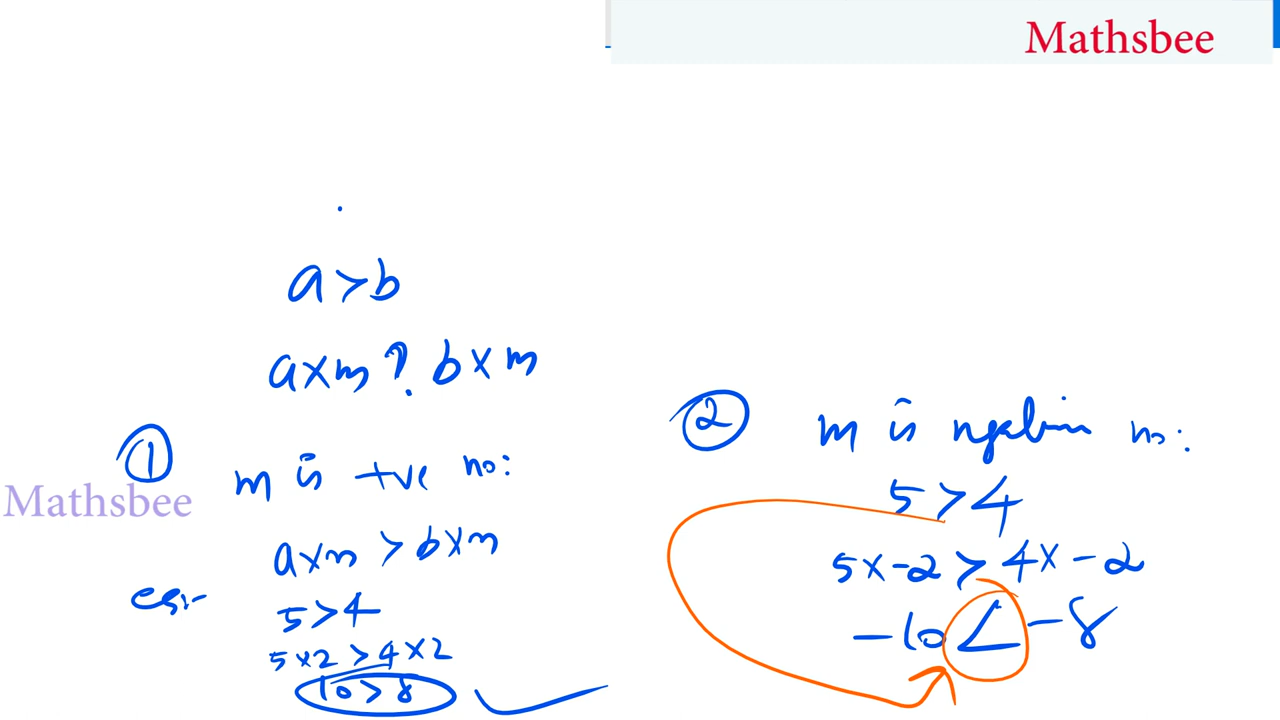 Mathsbee
a>b
a×m ? b×m
① m is +ve no:
Mathsbee
a×m > b×m
eg:-
5>4
5×2 > 4×2
10>8
② m is negative no:
5>4
5×-2 > 4×-2
-10 < -8